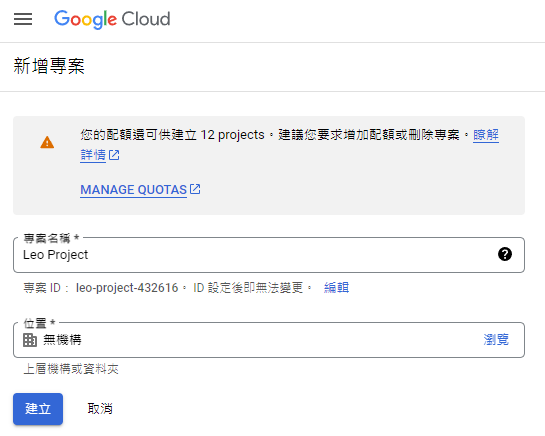 Google Cloud
新增專案
您的配額還可供建立 12 projects。建議您要求增加配額或刪除專案。瞭解
詳情
MANAGE QUOTAS
專案名稱 *
Leo Project
專案 ID： leo-project-432616。 ID 設定後即無法變更。 編輯
位置 *
無機構 瀏覽
上層機構或資料夾
建立 取消